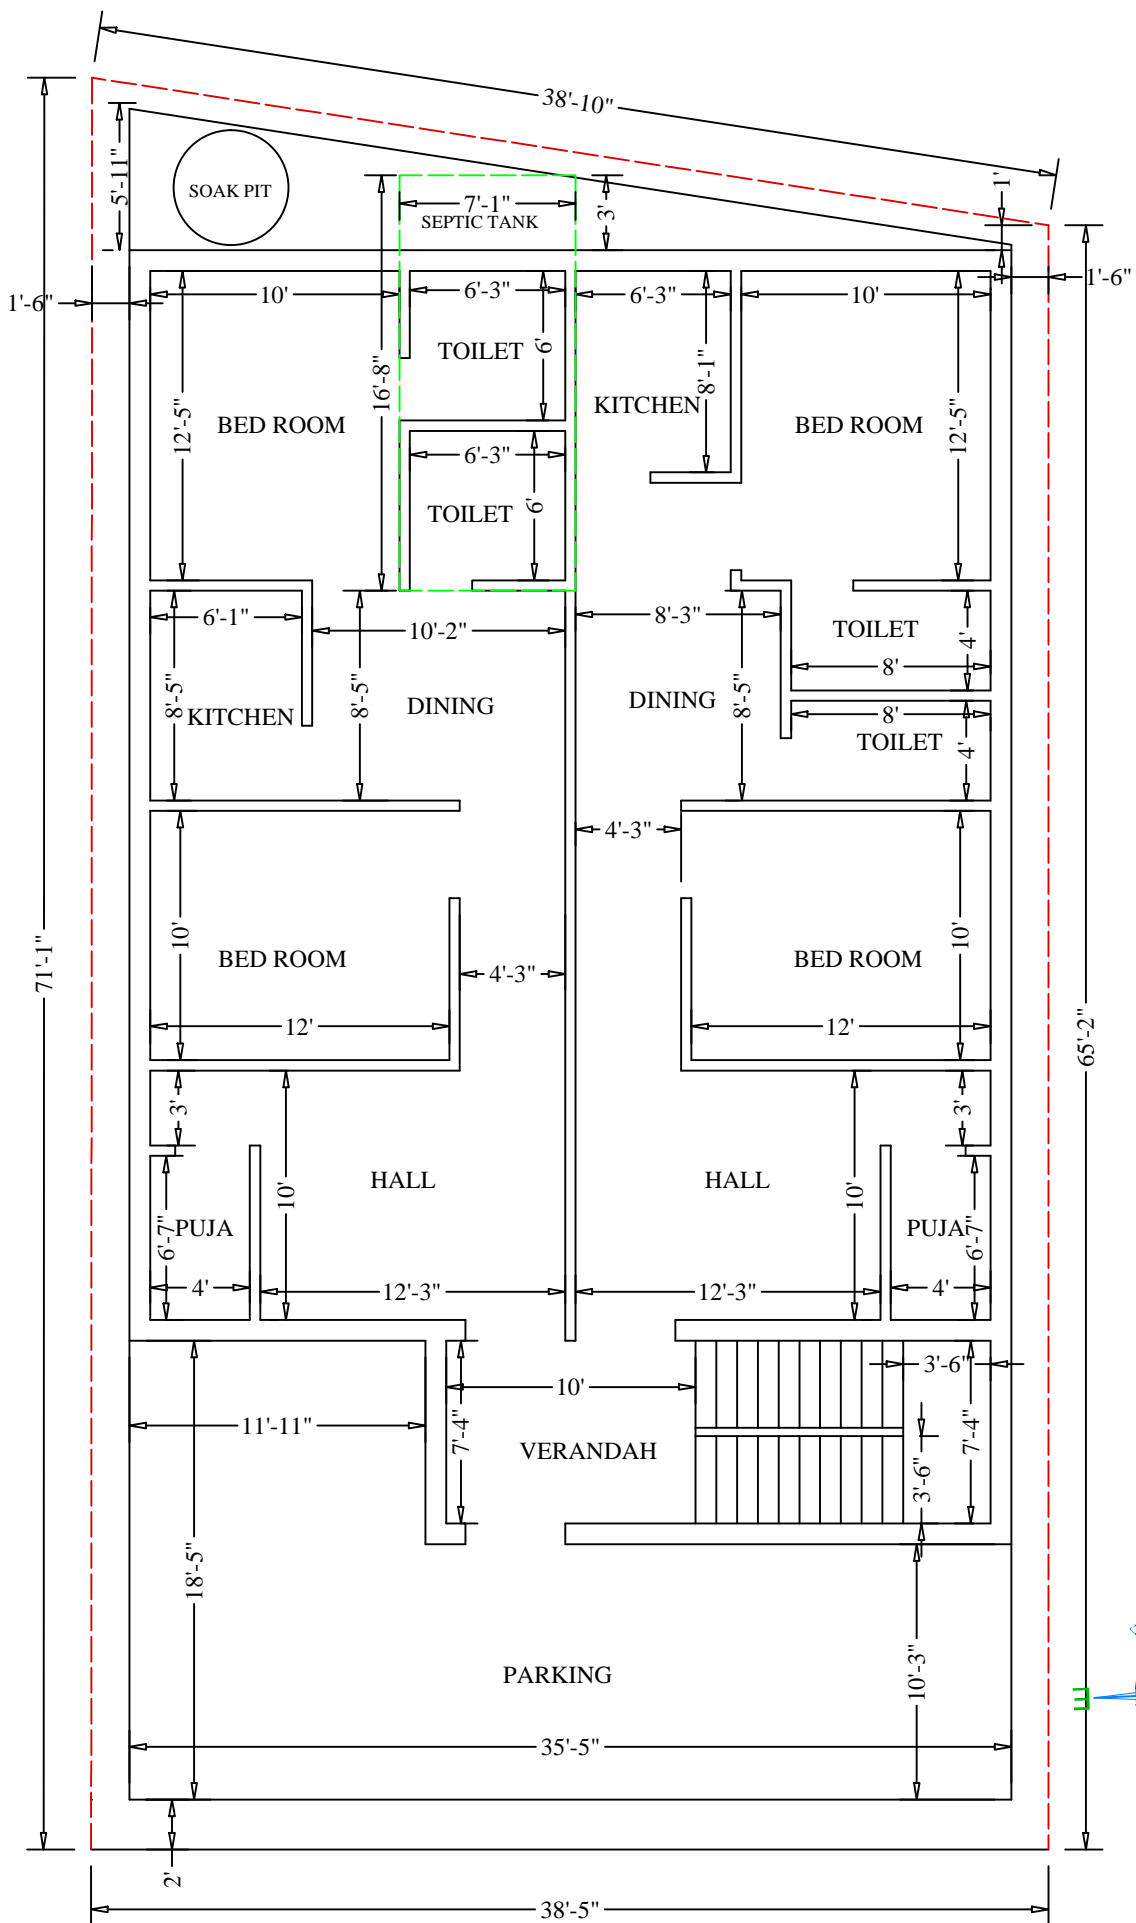 38'-10"
5'-11"
SOAK PIT
7'-1"
SEPTIC TANK
3'
1'
1'-6"
10'
6'-3"
6'-3"
10'
1'-6"
TOILET
6'
16'-8"
8'-1"
KITCHEN
12'-5"
BED ROOM
BED ROOM
12'-5"
6'-3"
TOILET
6'
6'-1"
10'-2"
8'-3"
TOILET
4'
8'
8'-5"
KITCHEN
8'-5"
DINING
DINING
8'-5"
8'
TOILET
4'
4'-3"
71'-1"
10'
BED ROOM
4'-3"
BED ROOM
10'
12'
12'
65'-2"
3'
3'
HALL
HALL
10'
10'
PUJA
6'-7"
PUJA
6'-7"
4'
12'-3"
12'-3"
4'
3'-6"
10'
11'-11"
7'-4"
VERANDAH
7'-4"
3'-6"
18'-5"
PARKING
10'-3"
E
35'-5"
2'
38'-5"